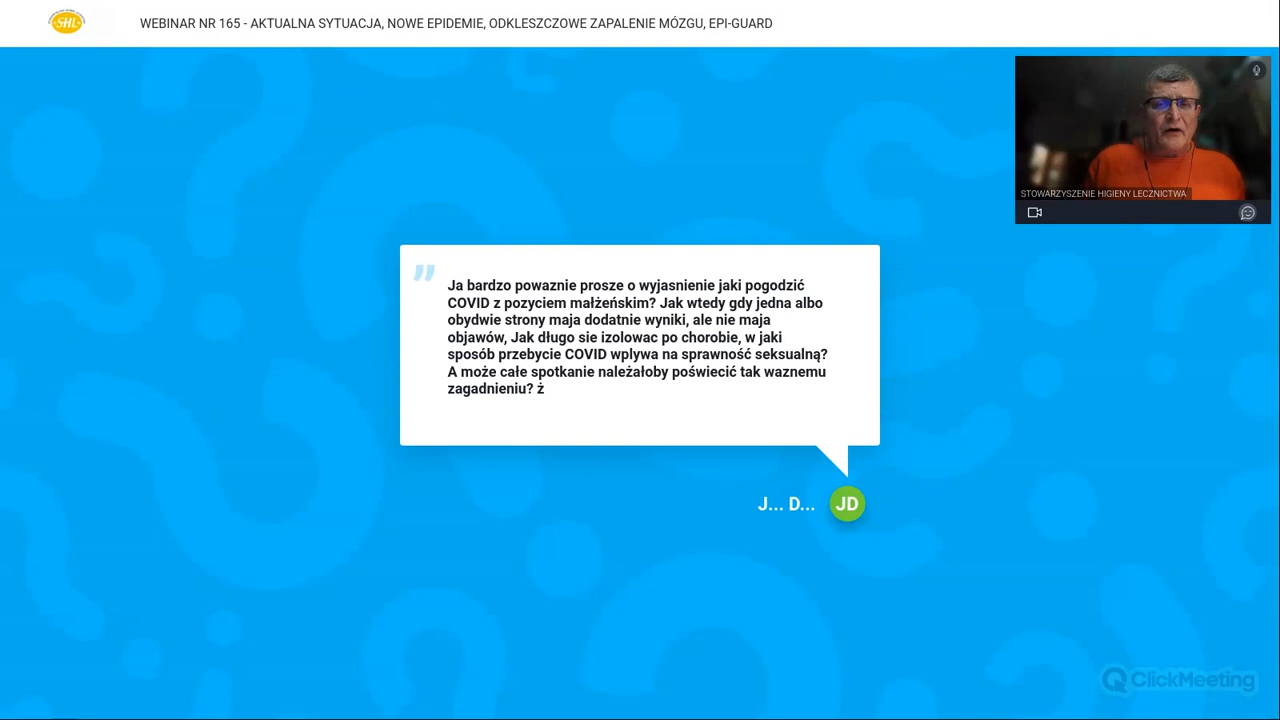 SHL
WEBINAR NR 165 - AKTUALNA SYTUACJA, NOWE EPIDEMIE, ODKLESZCZOWE ZAPALENIE MÓZGU, EPI-GUARD
STOWARZYSZENIE HIGIENY LECZNICTWA
Ja bardzo powaznie prosze o wyjasnienie jaki pogodzić
COVID z pozyciem małżeńskim? Jak wtedy gdy jedna albo
obydwie strony maja dodatnie wyniki, ale nie maja
objawów, Jak długo sie izolowac po chorobie, w jaki
sposób przebycie COVID wplywa na sprawność seksualną?
A może całe spotkanie należałoby poświecić tak waznemu
zagadnieniu? ż
J... D...
JD
ClickMeeting